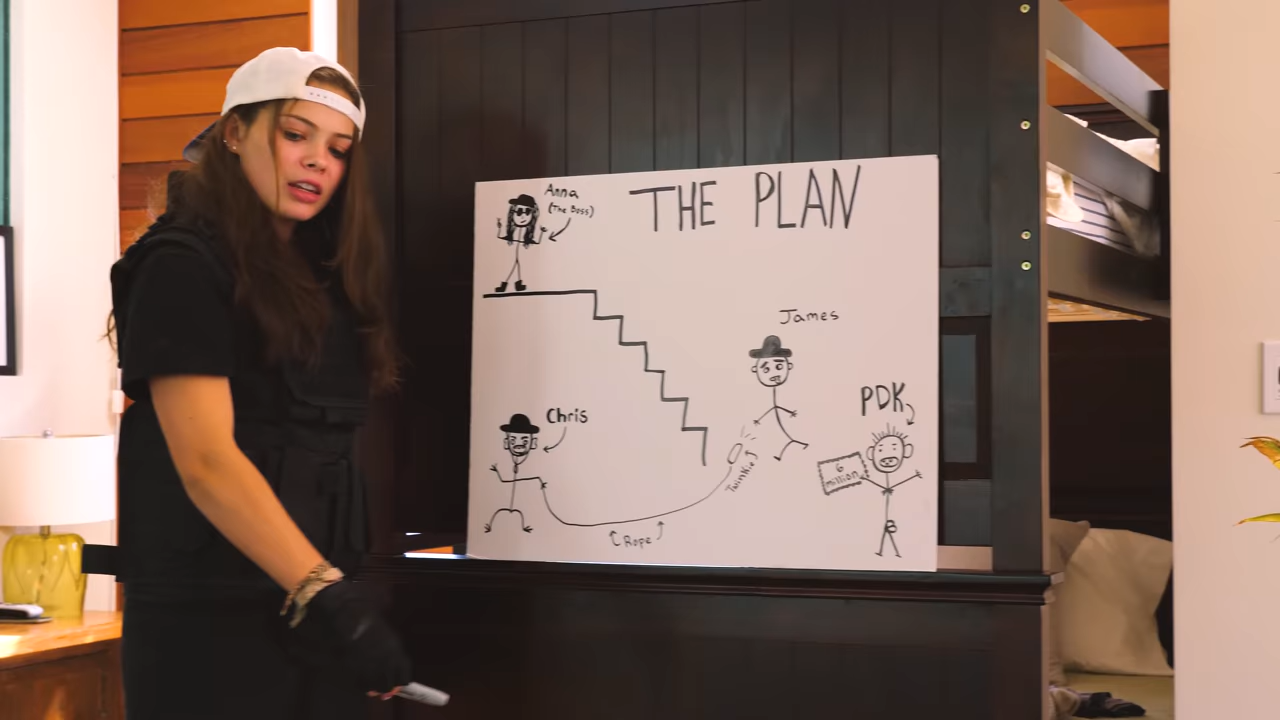 THE PLAN
Anna
(The Boss)
James
PDK
Chris
6
million
Twinkie
Rope